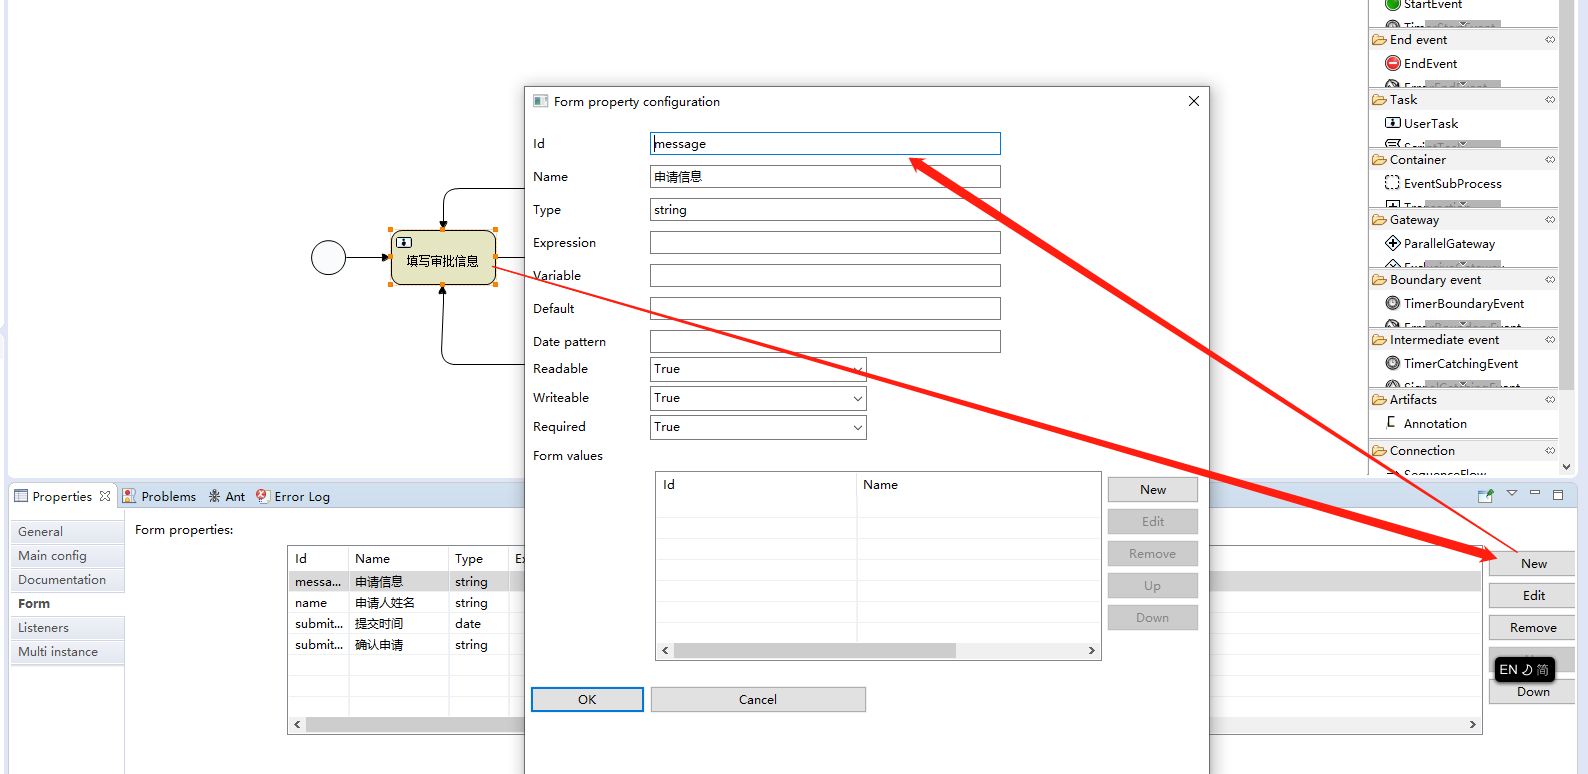 StartEvent
End event
EndEvent
Task
UserTask
Container
EventSubProcess
Gateway
ParallelGateway
Boundary event
TimerBoundaryEvent
Intermediate event
TimerCatchingEvent
Artifacts
Annotation
Connection
SequenceFlow
填写审批信息
Form property configuration
Id
message
Name
申请信息
Type
string
Expression
Variable
Default
Date pattern
Readable
True
Writeable
True
Required
True
Form values
Id Name
New
Edit
Remove
Up
Down
OK
Cancel
Properties
Problems
Ant
Error Log
General
Main config
Documentation
Form
Listeners
Multi instance
Form properties:
Id Name Type Ex
messa... 申请信息 string
name 申请人姓名 string
submit... 提交时间 date
submit... 确认申请 string
New
Edit
Remove
EN 简
Down